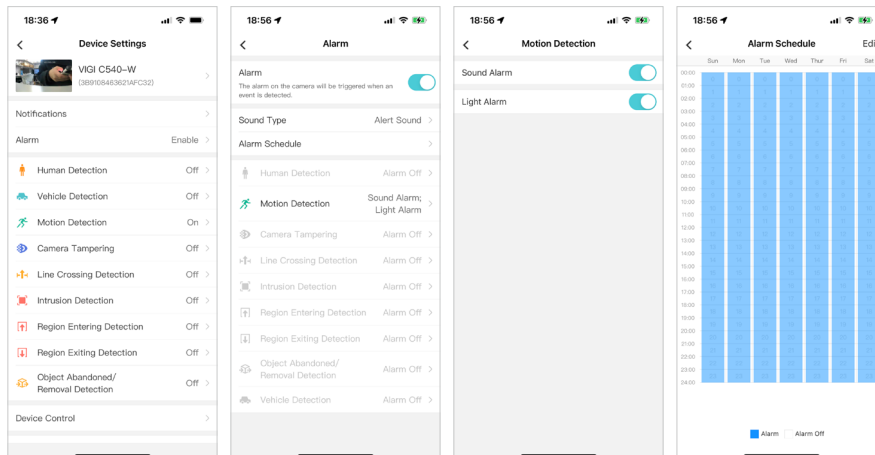 18:36
Device Settings
VIGI C540-W
(3B9108463621AFC32)
Notifications
Alarm
Enable
Human Detection
Off
Vehicle Detection
Off
Motion Detection
On
Camera Tampering
Off
Line Crossing Detection
Off
Intrusion Detection
Off
Region Entering Detection
Off
Region Exiting Detection
Off
Object Abandoned/
Removal Detection
Off
Device Control
18:56
Alarm
Alarm
The alarm on the camera will be triggered when an
event is detected.
Sound Type
Alert Sound
Alarm Schedule
Human Detection
Alarm Off
Motion Detection
Sound Alarm;
Light Alarm
Camera Tampering
Alarm Off
Line Crossing Detection
Alarm Off
Intrusion Detection
Alarm Off
Region Entering Detection
Alarm Off
Region Exiting Detection
Alarm Off
Object Abandoned/
Removal Detection
Alarm Off
Vehicle Detection
Alarm Off
18:56
Motion Detection
Sound Alarm
Light Alarm
18:56
Alarm Schedule
Edi
Sun Mon Tue Wed Thur Fri Sat
00:00
01:00
02:00
03:00
04:00
05:00
06:00
07:00
08:00
09:00
10:00
11:00
12:00
13:00
14:00
15:00
16:00
17:00
18:00
19:00
20:00
21:00
22:00
23:00
24:00
Alarm
Alarm Off